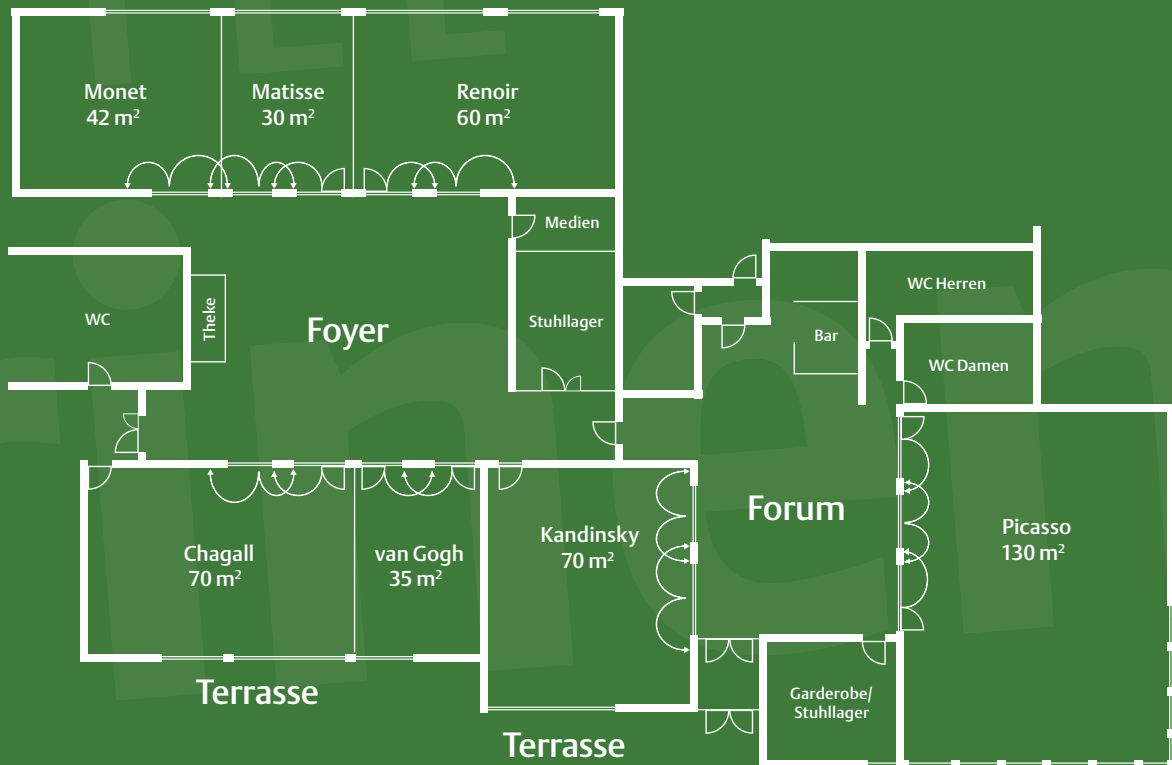 Monet
42 m²
Matisse
30 m²
Renoir
60 m²
Medien
WC Herren
WC
Theke
Foyer
Stuhllager
Bar
WC Damen
Forum
Picasso
130 m²
Kandinsky
70 m²
Chagall
70 m²
van Gogh
35 m²
Terrasse
Garderobe/
Stuhllager
Terrasse